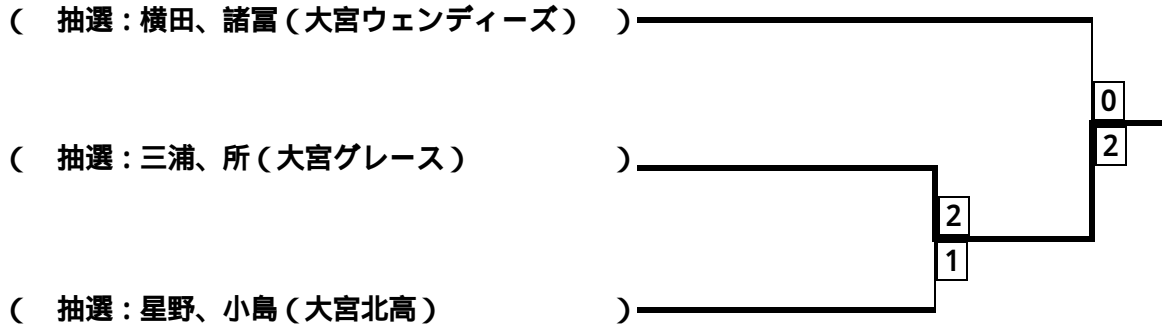 ( 抽選：横田、諸冨（大宮ウェンディーズ） )
0
2
( 抽選：三浦、所（大宮グレース） )
2
1
( 抽選：星野、小島（大宮北高） )